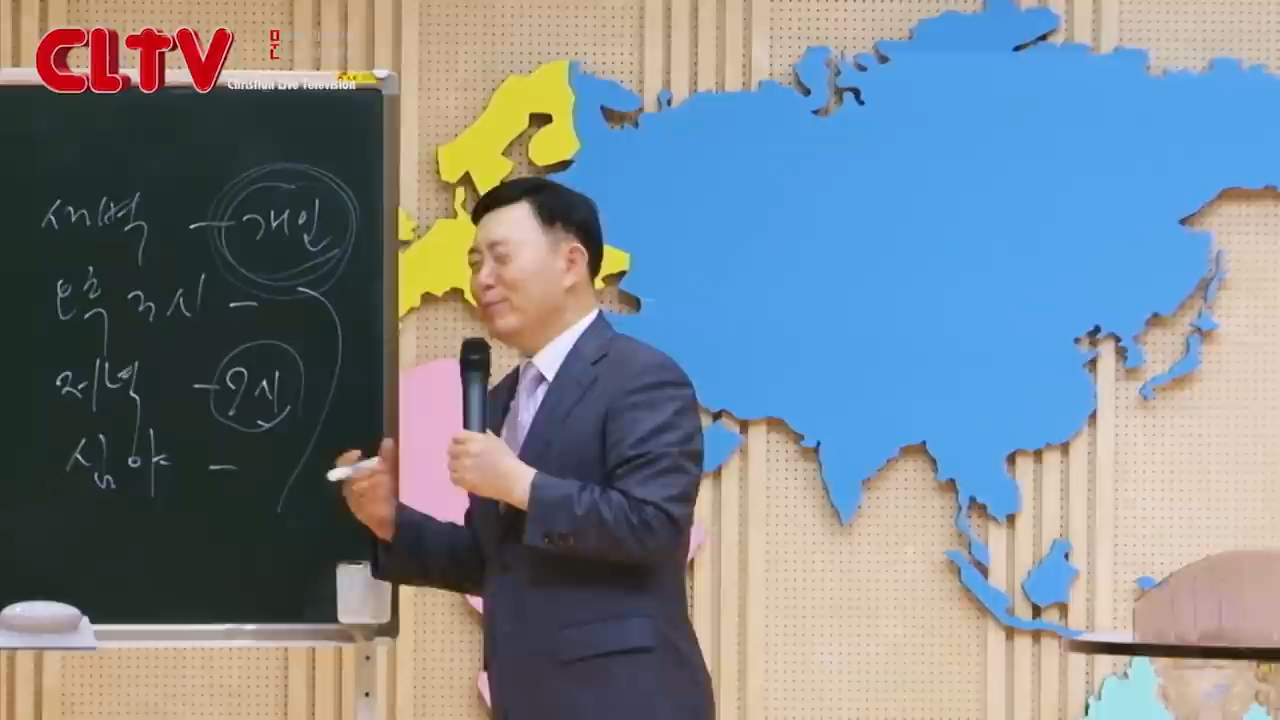 CLTV
Christian Live Television
새벽 - 개인
오후 3시 -
저녁 - 9시
심야 -